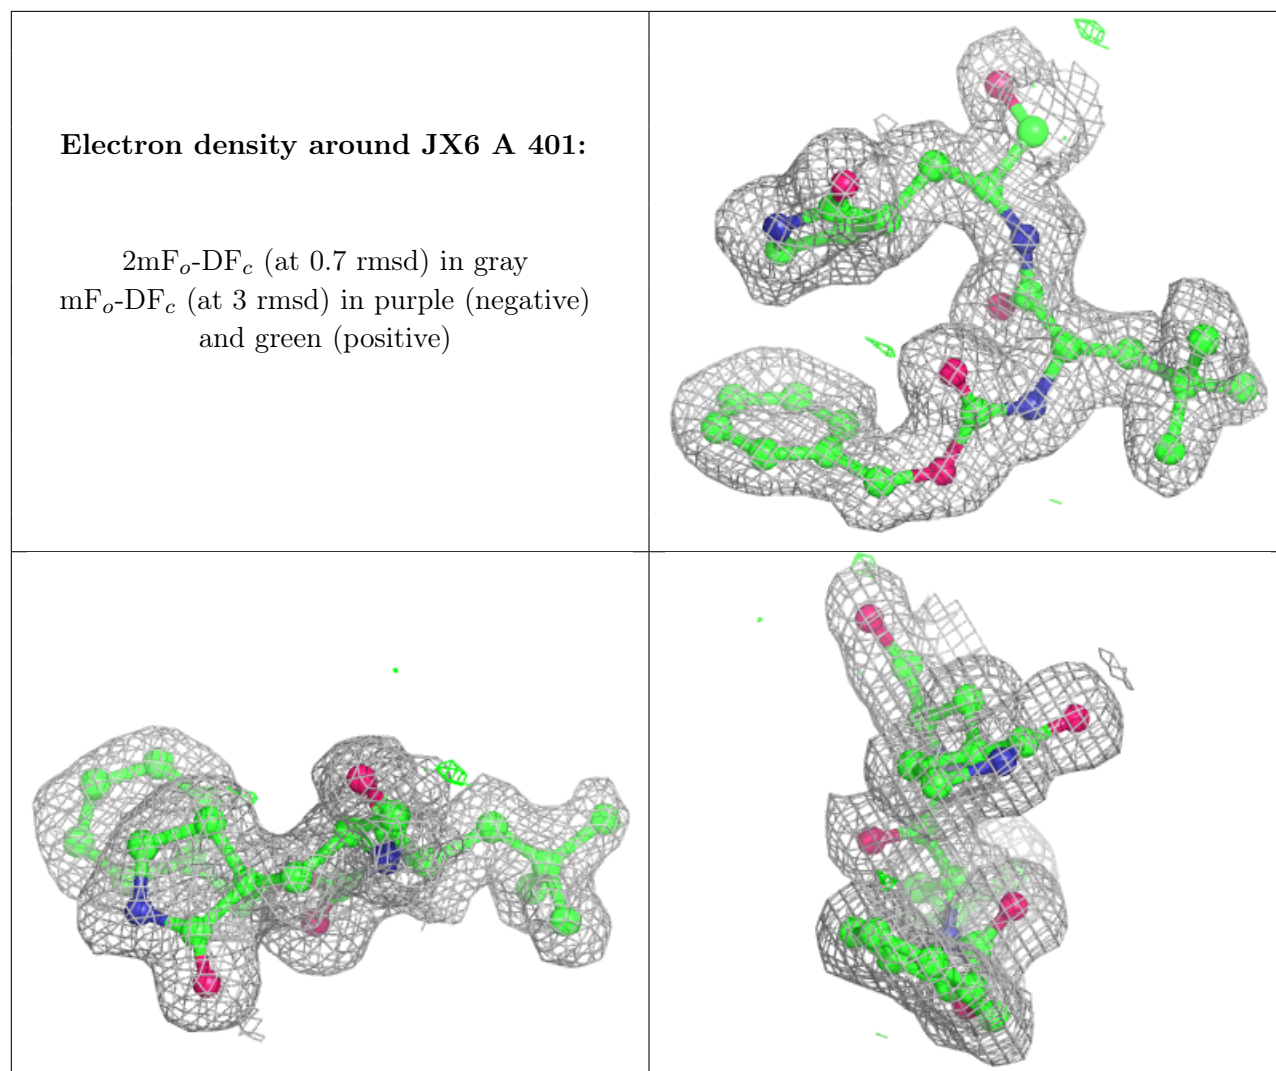 Electron density around JX6 A 401:
2mFo-DFc (at 0.7 rmsd) in gray
mFo-DFc (at 3 rmsd) in purple (negative)
and green (positive)